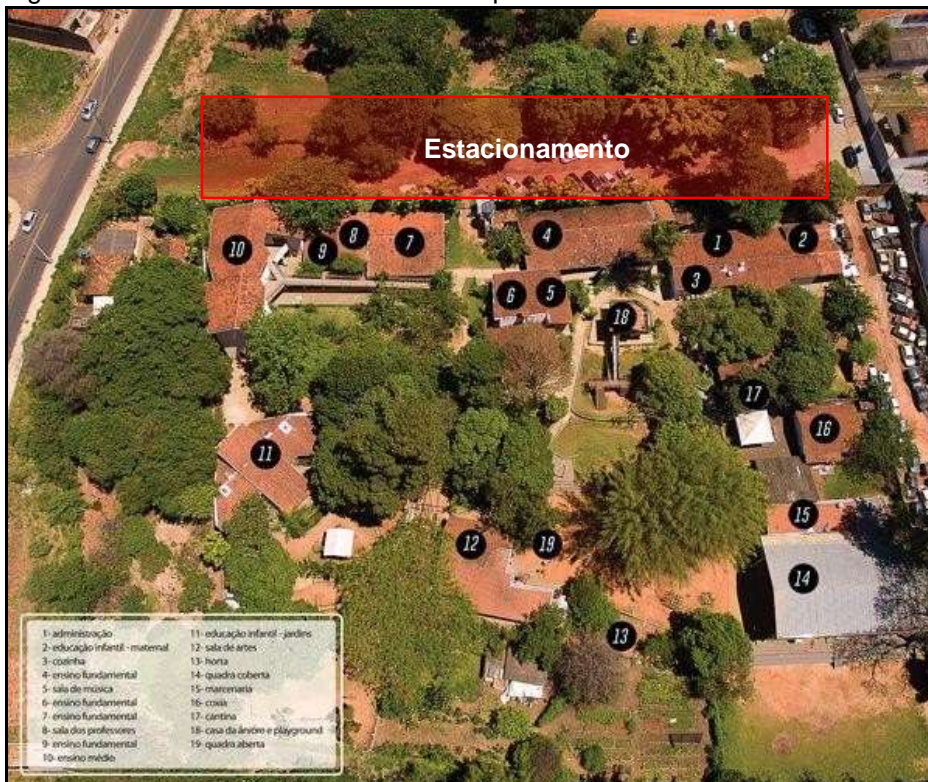 Estacionamento
10
9
8
7
4
1
2
3
6
5
18
17
16
11
12
19
15
14
13
1- administração
2- educação infantil - maternal
3- cozinha
4- ensino fundamental
5- sala de música
6- ensino fundamental
7- ensino fundamental
8- sala dos professores
9- ensino fundamental
10- ensino médio
11- educação infantil - jardins
12- sala de artes
13- horta
14- quadra coberta
15- marcenaria
16- coxia
17- cantina
18- casa da árvore e playground
19- quadra aberta